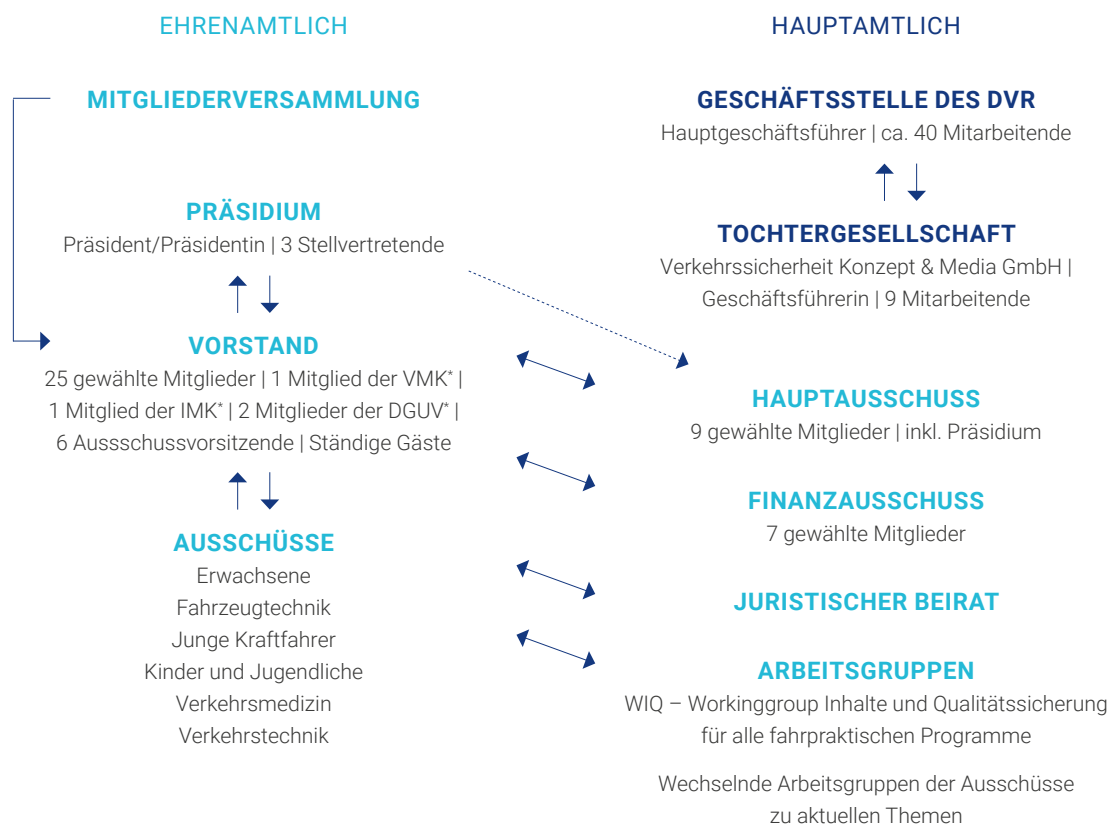 EHRENAMTLICH
MITGLIEDERVERSAMMLUNG
PRÄSIDIUM
Präsident/Präsidentin | 3 Stellvertretende
VORSTAND
25 gewählte Mitglieder | 1 Mitglied der VMK* |
1 Mitglied der IMK* | 2 Mitglieder der DGUV* |
6 Aussschussvorsitzende | Ständige Gäste
AUSSCHÜSSE
Erwachsene
Fahrzeugtechnik
Junge Kraftfahrer
Kinder und Jugendliche
Verkehrsmedizin
Verkehrstechnik
HAUPTAMTLICH
GESCHÄFTSSTELLE DES DVR
Hauptgeschäftsführer | ca. 40 Mitarbeitende
TOCHTERGESELLSCHAFT
Verkehrssicherheit Konzept & Media GmbH |
Geschäftsführerin | 9 Mitarbeitende
HAUPTAUSSCHUSS
9 gewählte Mitglieder | inkl. Präsidium
FINANZAUSSCHUSS
7 gewählte Mitglieder
JURISTISCHER BEIRAT
ARBEITSGRUPPEN
WIQ – Workinggroup Inhalte und Qualitätssicherung
für alle fahrpraktischen Programme
Wechselnde Arbeitsgruppen der Ausschüsse
zu aktuellen Themen